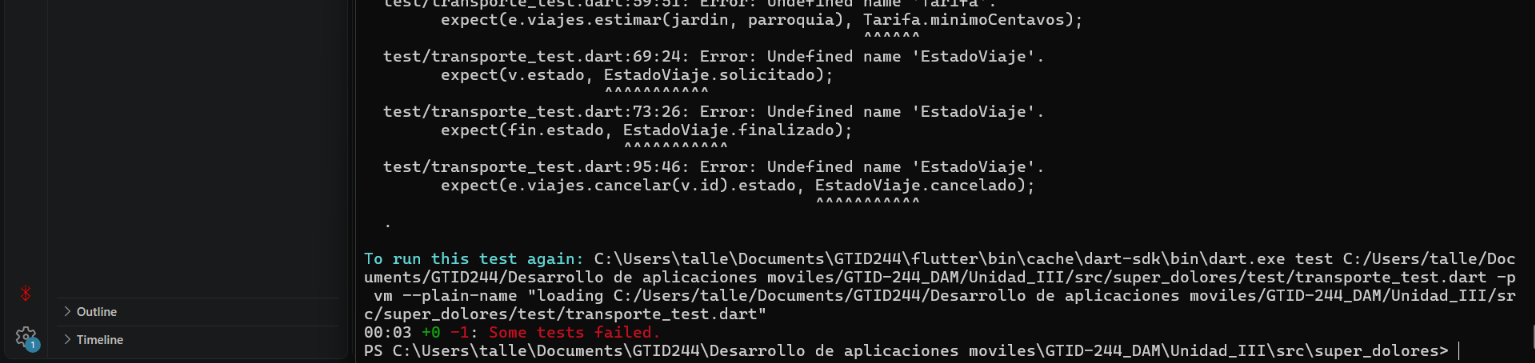 test/transporte_test.dart:59:51: Error: Undefined name 'Tarifa'.
expect(e.viajes.estimar(jardin, parroquia), Tarifa.minimoCentavos);
^^^^^^
test/transporte_test.dart:69:24: Error: Undefined name 'EstadoViaje'.
expect(v.estado, EstadoViaje.solicitado);
^^^^^^^^^^^
test/transporte_test.dart:73:26: Error: Undefined name 'EstadoViaje'.
expect(fin.estado, EstadoViaje.finalizado);
^^^^^^^^^^^
test/transporte_test.dart:95:46: Error: Undefined name 'EstadoViaje'.
expect(e.viajes.cancelar(v.id).estado, EstadoViaje.cancelado);
^^^^^^^^^^^
.
To run this test again: C:\Users\talle\Documents\GTID244\flutter\bin\cache\dart-sdk\bin\dart.exe test C:/Users/talle/Doc
uments/GTID244/Desarrollo de aplicaciones moviles/GTID-244_DAM/Unidad_III/src/super_dolores/test/transporte_test.dart -p
vm --plain-name "loading C:/Users/talle/Documents/GTID244/Desarrollo de aplicaciones moviles/GTID-244_DAM/Unidad_III/sr
c/super_dolores/test/transporte_test.dart"
00:03 +0 -1: Some tests failed.
PS C:\Users\talle\Documents\GTID244\Desarrollo de aplicaciones moviles\GTID-244_DAM\Unidad_III\src\super_dolores>
Outline
Timeline
1